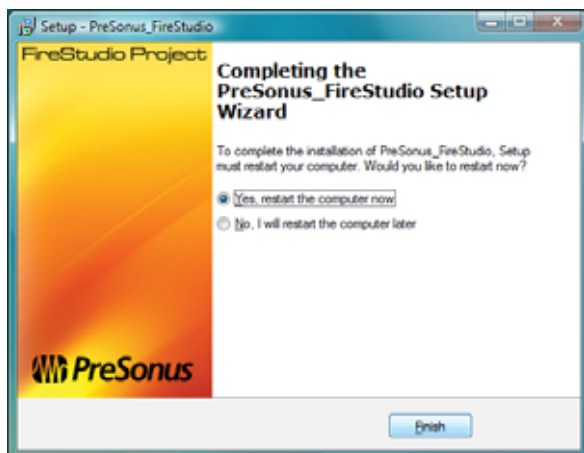 Setup - PreSonus_FireStudio
FireStudio Project
Completing the
PreSonus_FireStudio Setup
Wizard
To complete the installation of PreSonus_FireStudio, Setup
must restart your computer. Would you like to restart now?
Yes, restart the computer now
No, I will restart the computer later
PreSonus
Finish